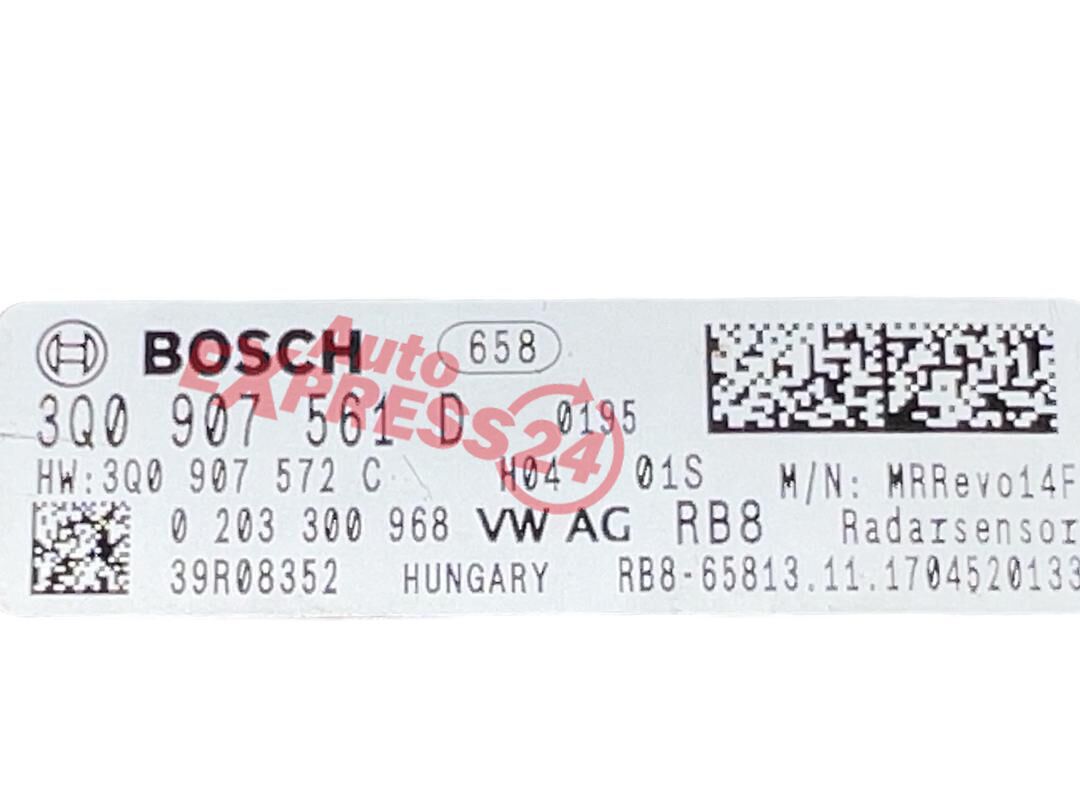 BOSCH 658
Auto
EXPRESS24
3Q0 907 561 D 0195
HW:3Q0 907 572 C H04 01S M/N: MRRevo14F
0 203 300 968 VW AG RB8 Radarsensor
39R08352 HUNGARY RB8-65813.11.1704520133